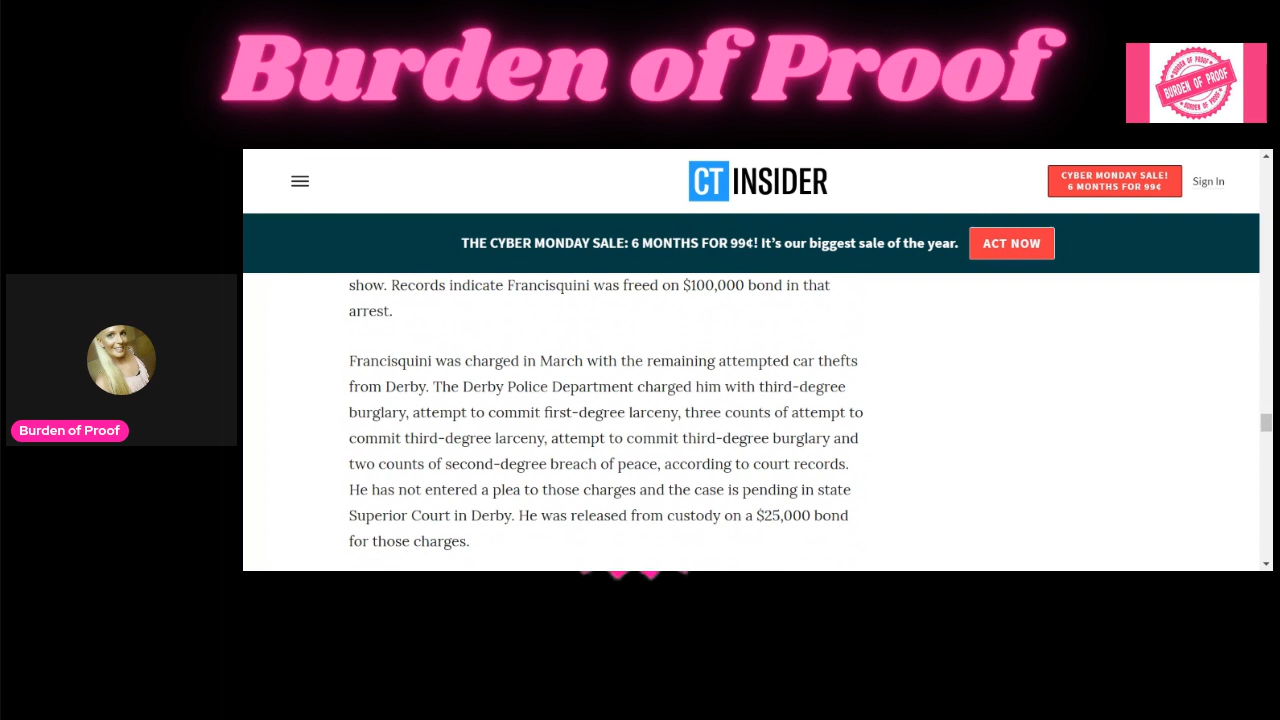 Burden of Proof
BURDEN OF PROOF
BURDEN OF PROOF
BURDEN OF PROOF
CT INSIDER
CYBER MONDAY SALE!
6 MONTHS FOR 99¢
Sign In
THE CYBER MONDAY SALE: 6 MONTHS FOR 99¢! It's our biggest sale of the year.
ACT NOW
show. Records indicate Francisquini was freed on $100,000 bond in that
arrest.
Francisquini was charged in March with the remaining attempted car thefts
from Derby. The Derby Police Department charged him with third-degree
burglary, attempt to commit first-degree larceny, three counts of attempt to
commit third-degree larceny, attempt to commit third-degree burglary and
two counts of second-degree breach of peace, according to court records.
He has not entered a plea to those charges and the case is pending in state
Superior Court in Derby. He was released from custody on a $25,000 bond
for those charges.
Burden of Proof